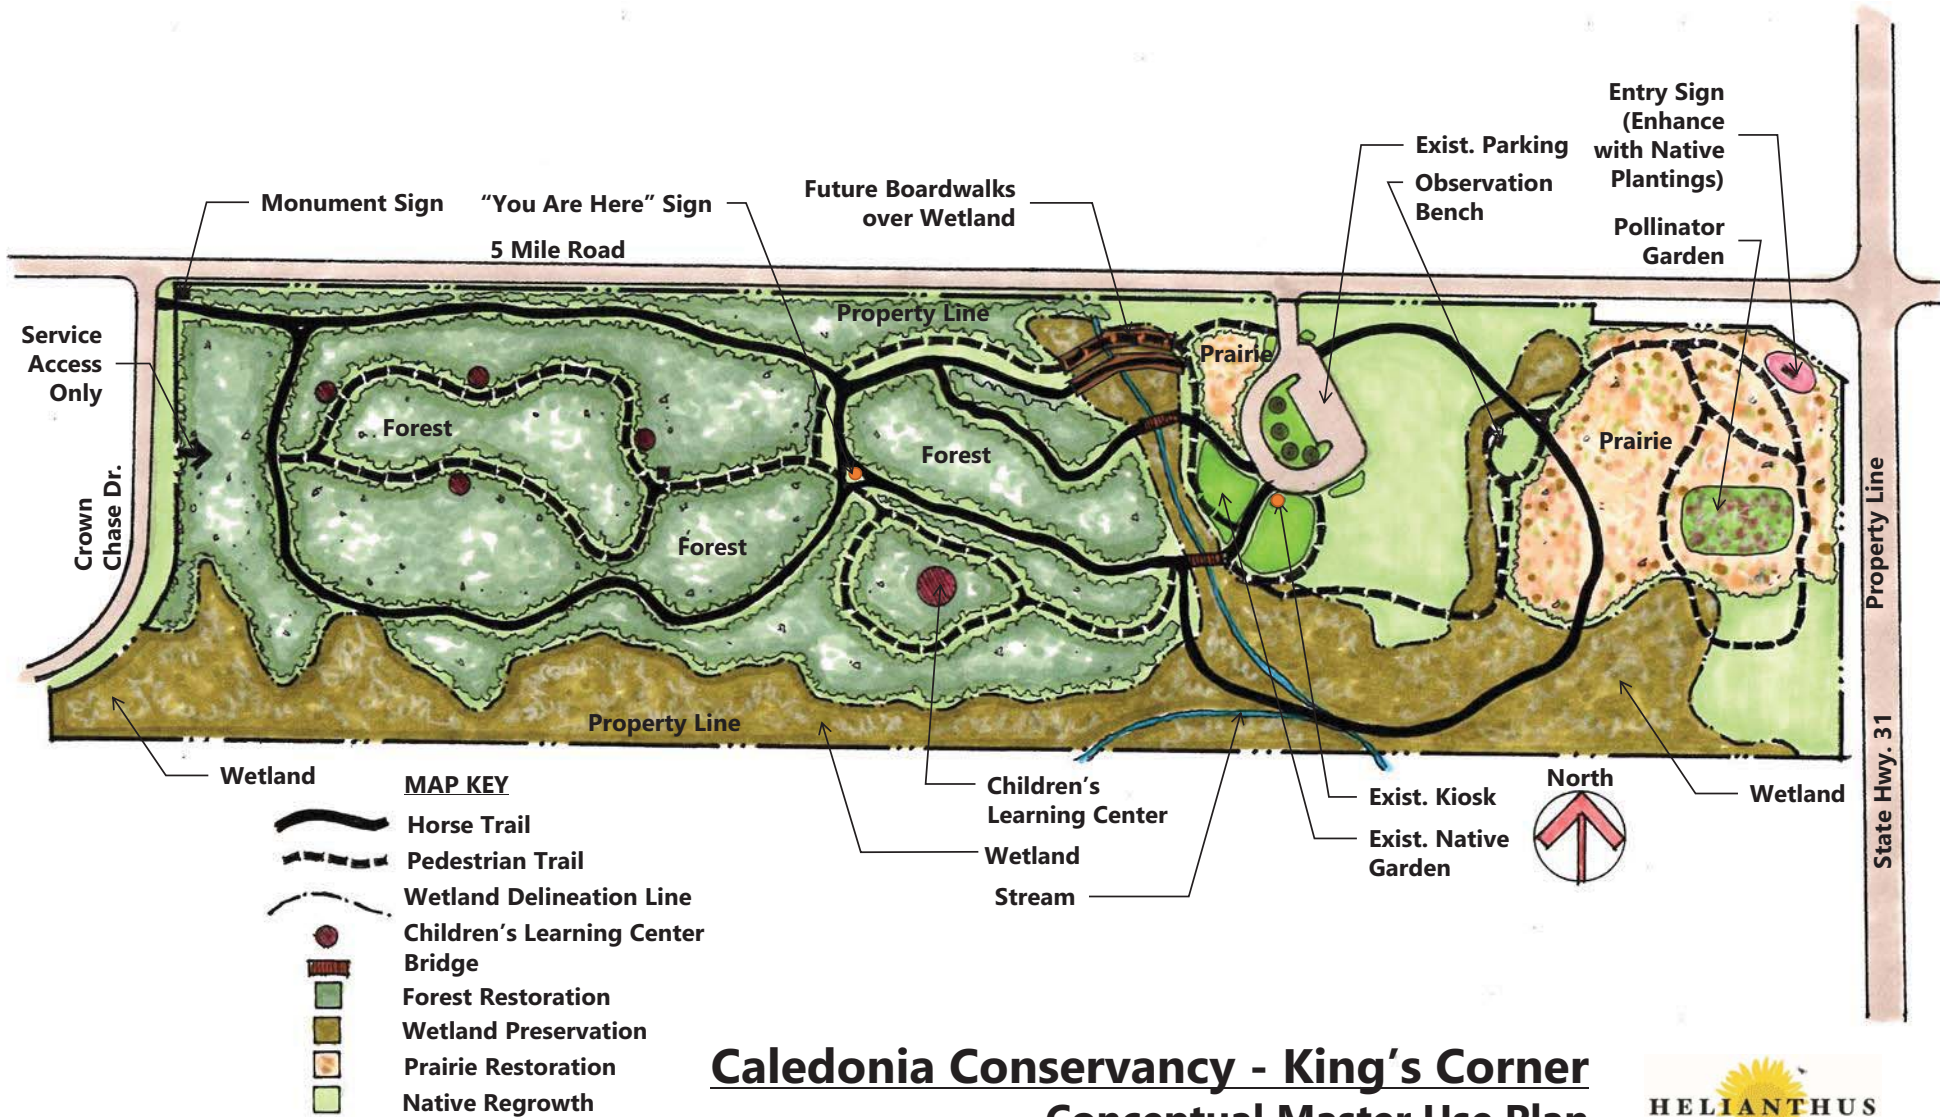 Entry Sign
(Enhance
with Native
Plantings)
Exist. Parking
Observation
Bench
Pollinator
Garden
Future Boardwalks
over Wetland
Monument Sign
"You Are Here" Sign
5 Mile Road
Property Line
Service
Access
Only
Crown
Chase Dr.
Forest
Forest
Forest
Prairie
Prairie
Property Line
Property Line
State Hwy. 31
Wetland
Children's
Learning Center
Wetland
Stream
Exist. Kiosk
Exist. Native
Garden
North
Wetland
MAP KEY
Horse Trail
Pedestrian Trail
Wetland Delineation Line
Children's Learning Center
Bridge
Forest Restoration
Wetland Preservation
Prairie Restoration
Native Regrowth
Caledonia Conservancy - King's Corner
Conceptual Master Use Plan
HELIANTHUS